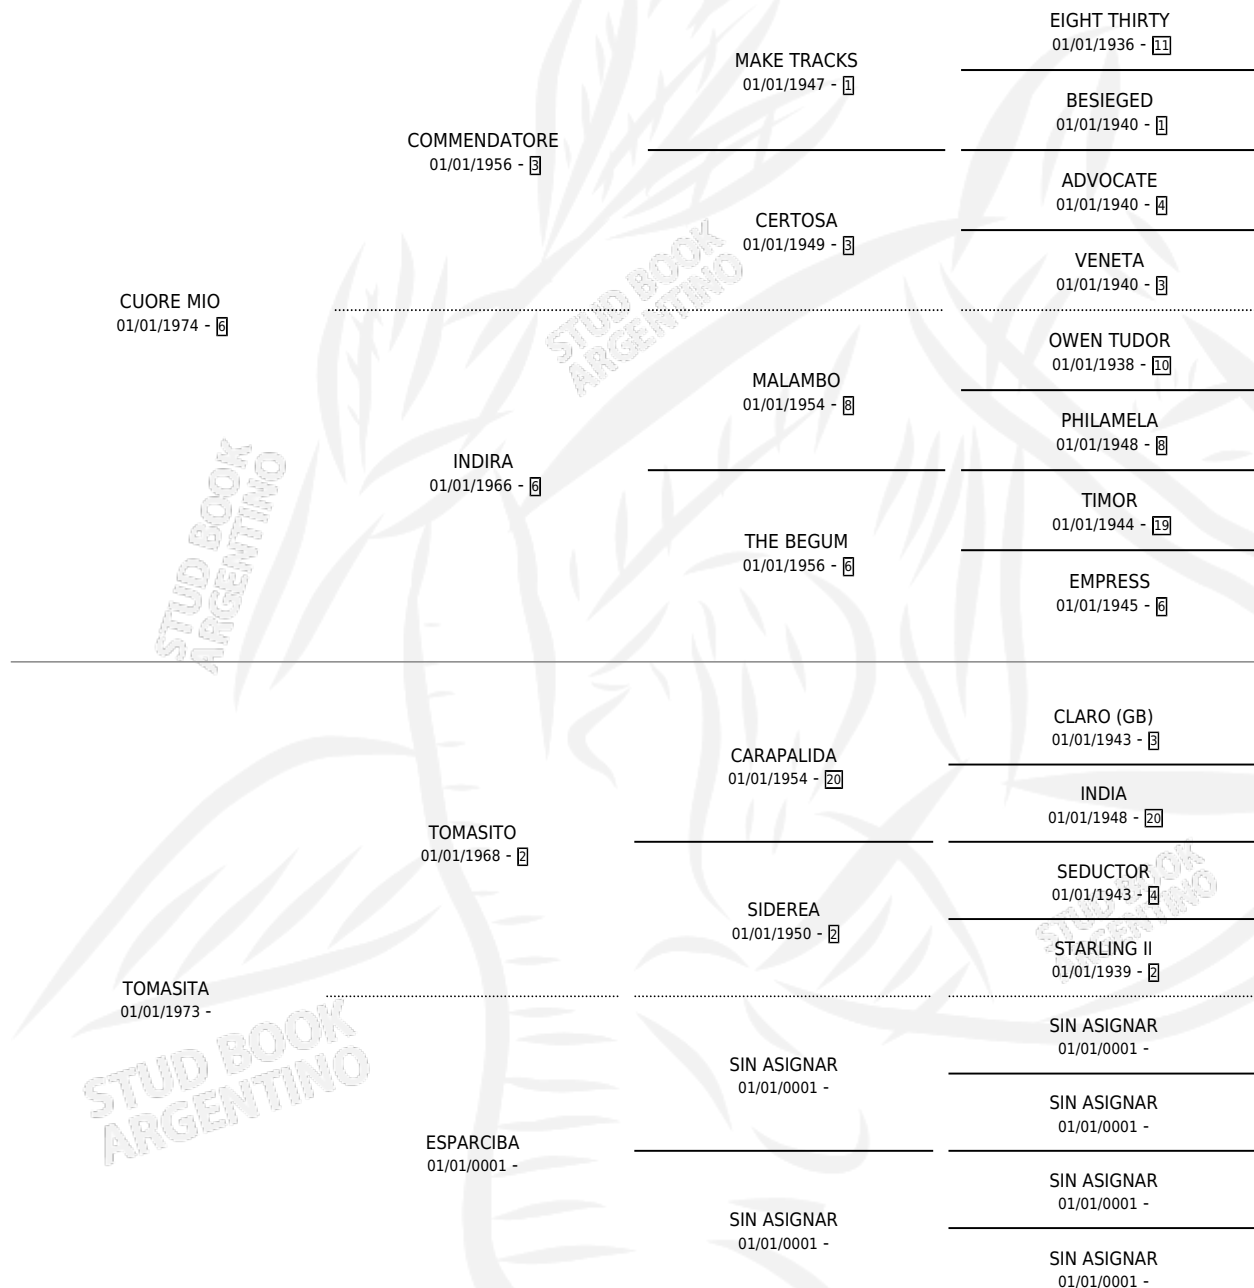 EIGHT THIRTY
01/01/1936 - 11
MAKE TRACKS
01/01/1947 - 1
BESIEGED
01/01/1940 - 1
COMMENDATORE
01/01/1956 - 3
ADVOCATE
01/01/1940 - 4
CERTOSA
01/01/1949 - 3
VENETA
01/01/1940 - 3
CUORE MIO
01/01/1974 - 6
OWEN TUDOR
01/01/1938 - 10
MALAMBO
01/01/1954 - 8
PHILAMELA
01/01/1948 - 8
INDIRA
01/01/1966 - 6
TIMOR
01/01/1944 - 19
THE BEGUM
01/01/1956 - 6
EMPRESS
01/01/1945 - 6
STUD BOOK
ARGENTINO
STUD BOOK
ARGENTINO
CLARO (GB)
01/01/1943 - 3
CARAPALIDA
01/01/1954 - 20
INDIA
01/01/1948 - 20
TOMASITO
01/01/1968 - 2
SEDUCTOR
01/01/1943 - 4
SIDEREA
01/01/1950 - 2
STARLING II
01/01/1939 - 2
STUD BOOK
ARGENTINO
TOMASITA
01/01/1973 -
SIN ASIGNAR
01/01/0001 -
SIN ASIGNAR
01/01/0001 -
SIN ASIGNAR
01/01/0001 -
ESPARCIBA
01/01/0001 -
SIN ASIGNAR
01/01/0001 -
SIN ASIGNAR
01/01/0001 -
SIN ASIGNAR
01/01/0001 -
STUD BOOK
ARGENTINO